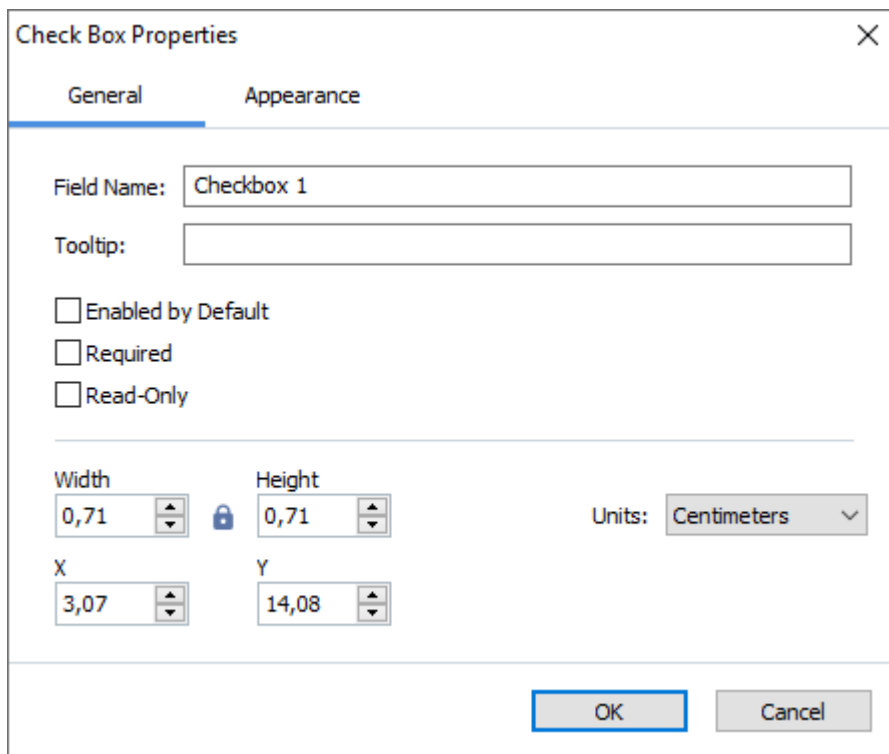 Check Box Properties
General Appearance
Field Name: Checkbox 1
Tooltip:
Enabled by Default
Required
Read-Only
Width Height
0,71 0,71 Units: Centimeters
X Y
3,07 14,08
OK Cancel